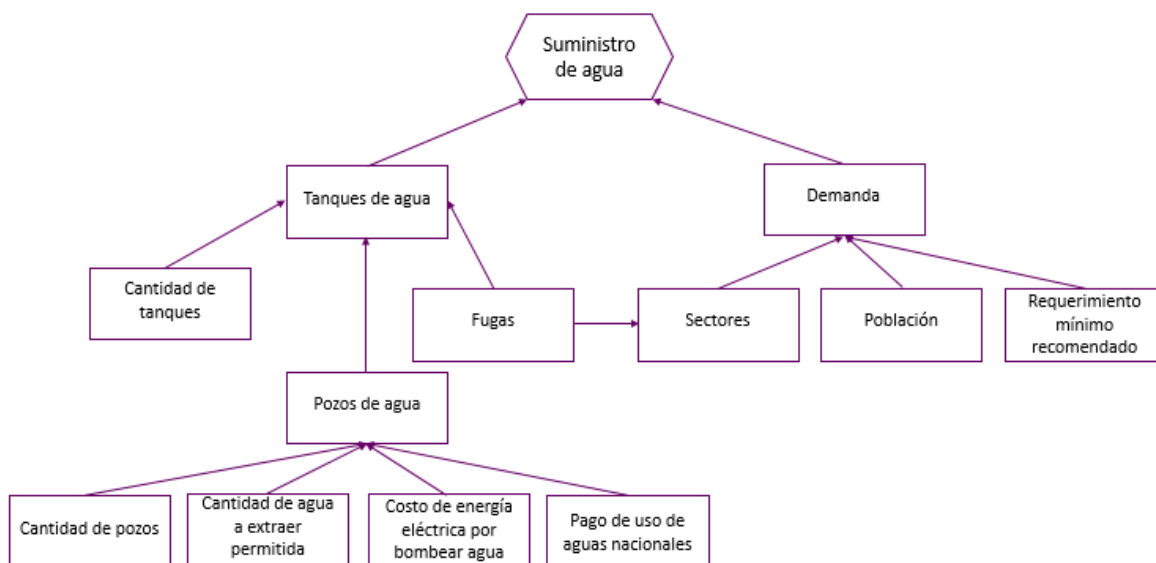 Suministro
de agua
Tanques de agua
Demanda
Cantidad de
tanques
Fugas
Sectores
Población
Requerimiento
mínimo
recomendado
Pozos de agua
Cantidad de pozos
Cantidad de agua
a extraer
permitida
Costo de energía
eléctrica por
bombear agua
Pago de uso de
aguas nacionales